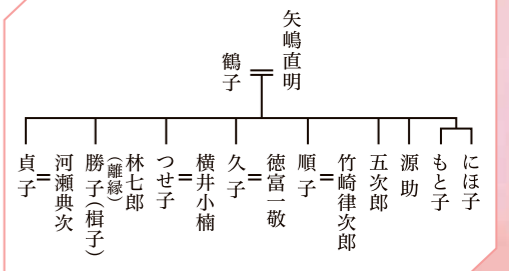 矢嶋直明
鶴子
にほ子
もと子
源助
五次郎
竹崎律次郎
順子
徳富一敬
久子
横井小楠
つせ子
林七郎
（離縁）
勝子（楫子）
河瀬典次
貞子